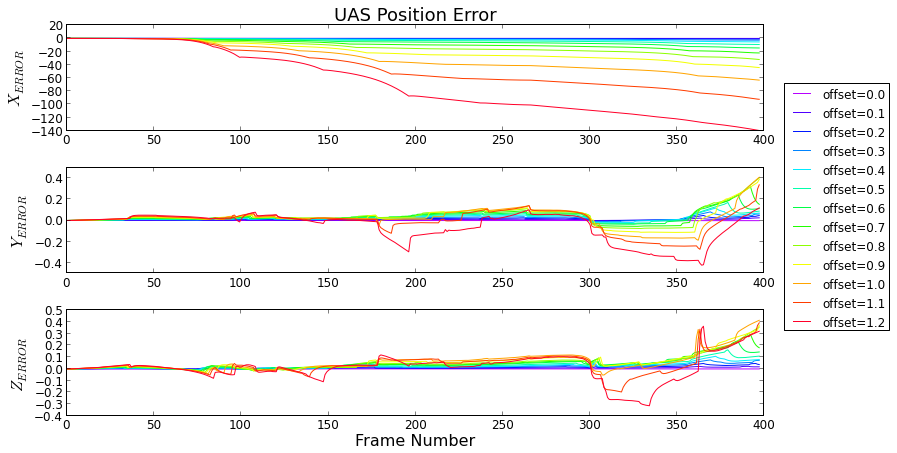 UAS Position Error
X_ERROR
20
0
−20
−40
−60
−80
−100
−120
−140
0 50 100 150 200 250 300 350 400
Y_ERROR
0.4
0.2
0.0
−0.2
−0.4
0 50 100 150 200 250 300 350 400
Z_ERROR
0.5
0.4
0.3
0.2
0.1
0.0
−0.1
−0.2
−0.3
−0.4
0 50 100 150 200 250 300 350 400
Frame Number
offset=0.0
offset=0.1
offset=0.2
offset=0.3
offset=0.4
offset=0.5
offset=0.6
offset=0.7
offset=0.8
offset=0.9
offset=1.0
offset=1.1
offset=1.2